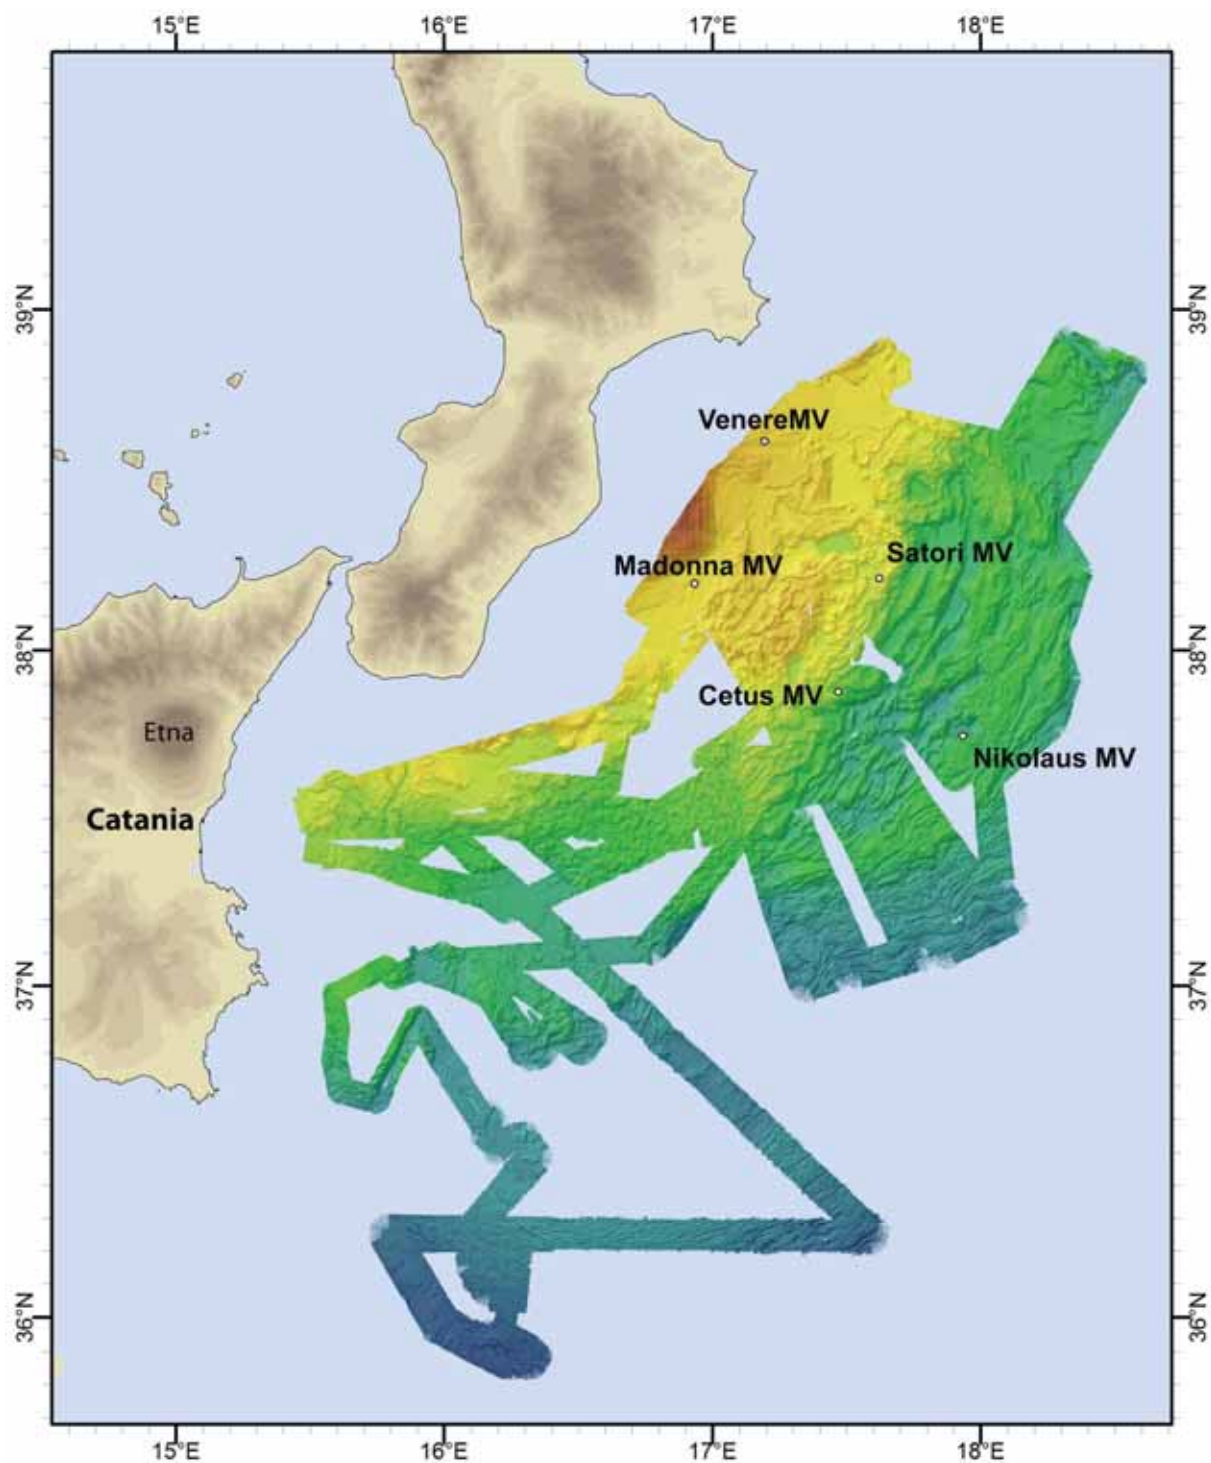 15°E 16°E 17°E 18°E
39°N 39°N
VenereMV
Satori MV
Madonna MV
38°N 38°N
Cetus MV
Etna
Nikolaus MV
Catania
37°N 37°N
36°N 36°N
15°E 16°E 17°E 18°E